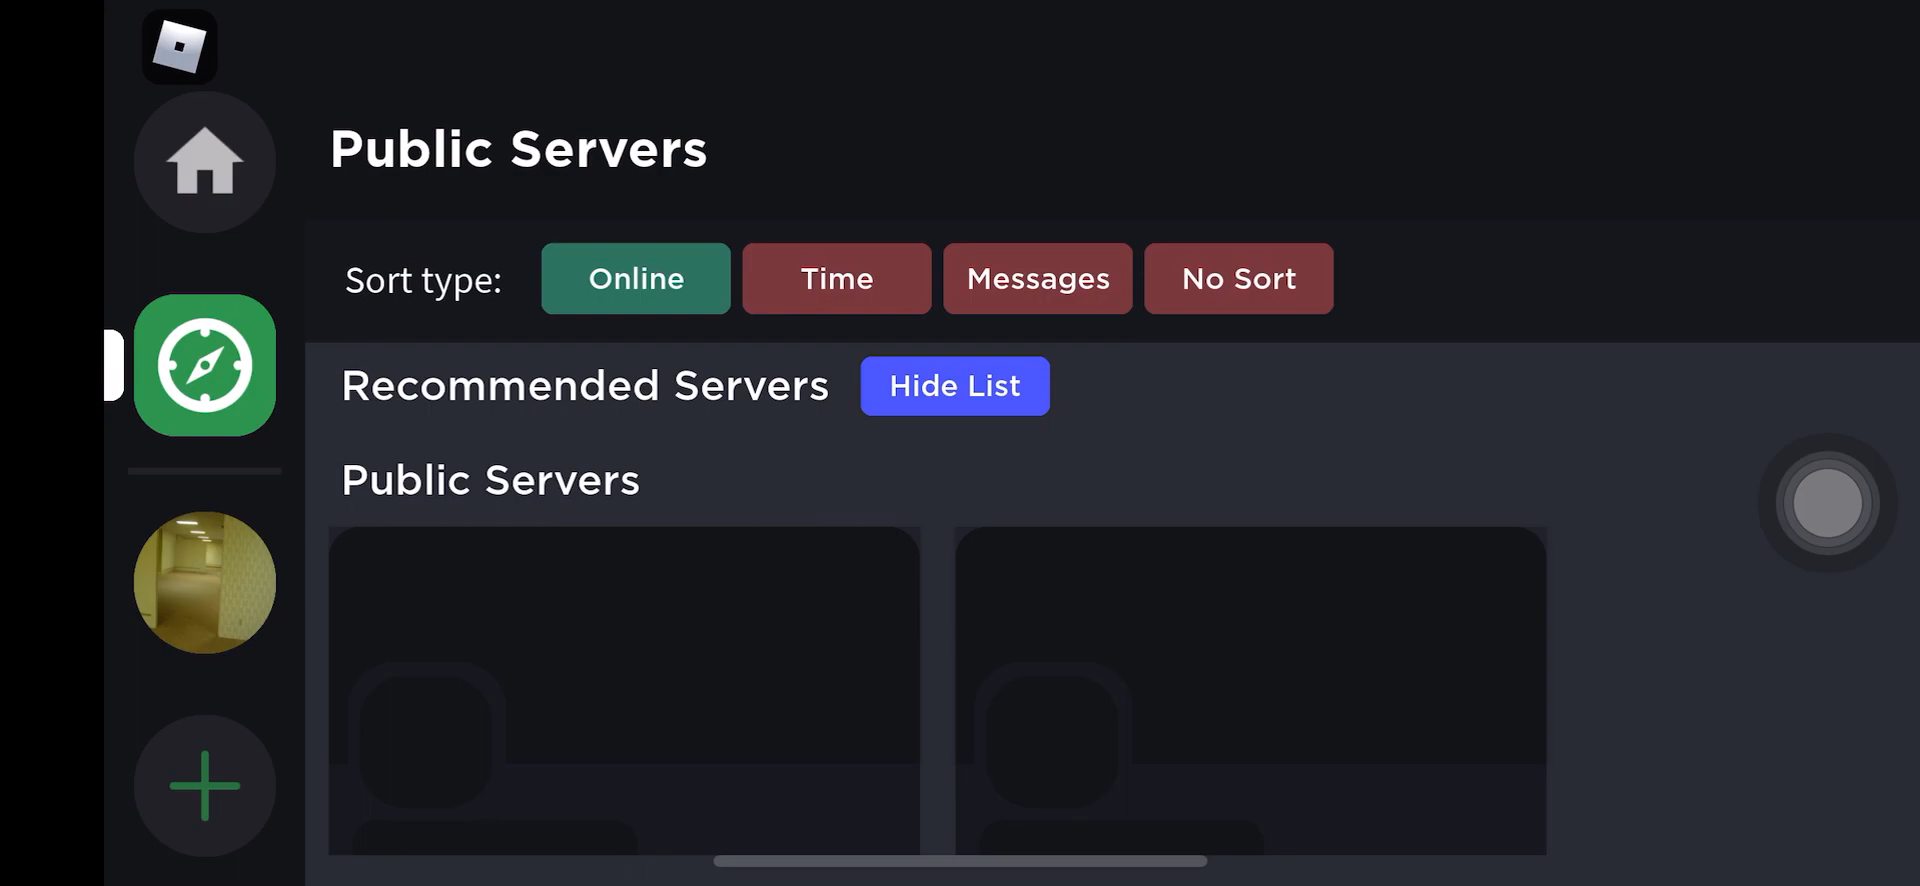 Public Servers
Sort type: Online Time Messages No Sort
Recommended Servers Hide List
Public Servers